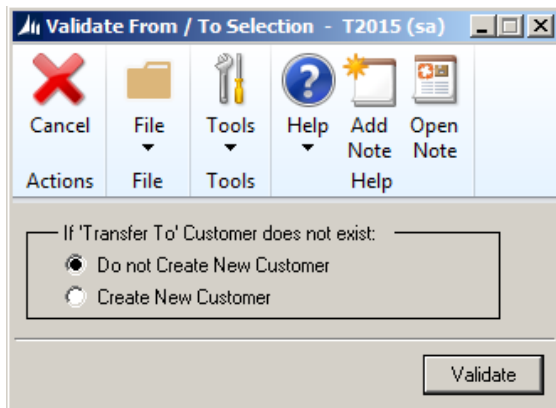 Validate From / To Selection - T2015 (sa)
Cancel File Tools Help Add Note Open Note
Actions File Tools Help
If 'Transfer To' Customer does not exist:
Do not Create New Customer
Create New Customer
Validate